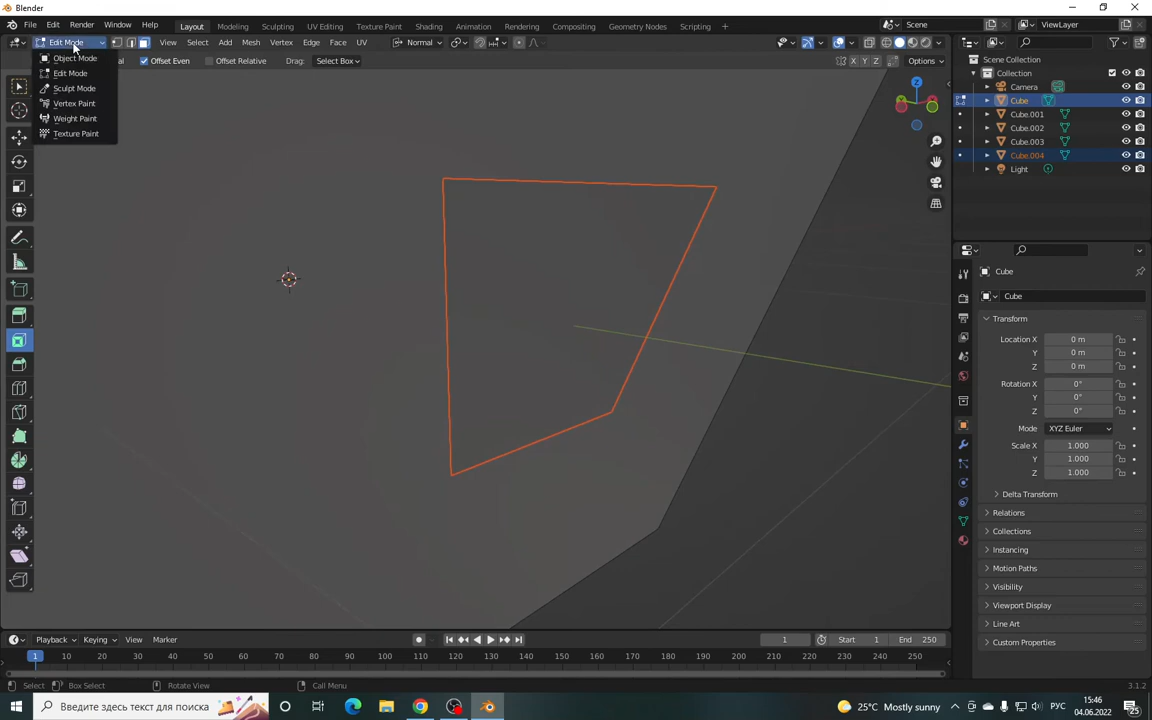 Blender
File Edit Render Window Help Layout Modeling Sculpting UV Editing Texture Paint Shading Animation Rendering Compositing Geometry Nodes Scripting + Scene ViewLayer
Edit Mode View Select Add Mesh Vertex Edge Face UV Normal
Offset Even Offset Relative Drag: Select Box X Y Z Options
Object Mode
Edit Mode
Sculpt Mode
Vertex Paint
Weight Paint
Texture Paint
Scene Collection
Collection
Camera
Cube
Cube.001
Cube.002
Cube.003
Cube.004
Light
Z
Y X
Cube
Cube
Transform
Location X 0 m
Y 0 m
Z 0 m
Rotation X 0°
Y 0°
Z 0°
Mode XYZ Euler
Scale X 1.000
Y 1.000
Z 1.000
Delta Transform
Relations
Collections
Instancing
Motion Paths
Visibility
Viewport Display
Line Art
Custom Properties
Playback Keying View Marker 1 Start 1 End 250
1 10 20 30 40 50 60 70 80 90 100 110 120 130 140 150 160 170 180 190 200 210 220 230 240 250
Select Box Select Rotate View Call Menu 3.1.2
Введите здесь текст для поиска 25°C Mostly sunny РУС 15:46 04.06.2022 25